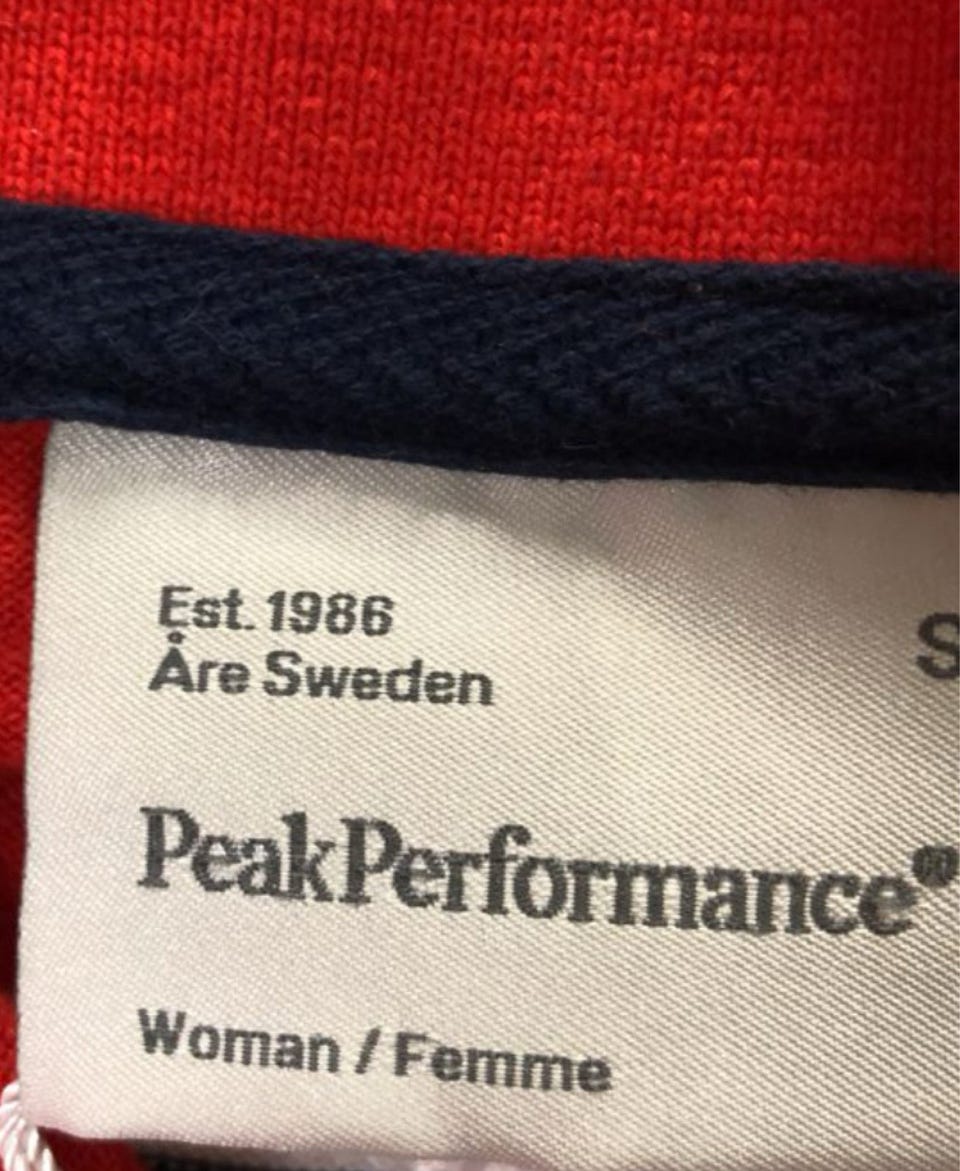 Est. 1986
Åre Sweden
S
PeakPerformance®
Woman / Femme